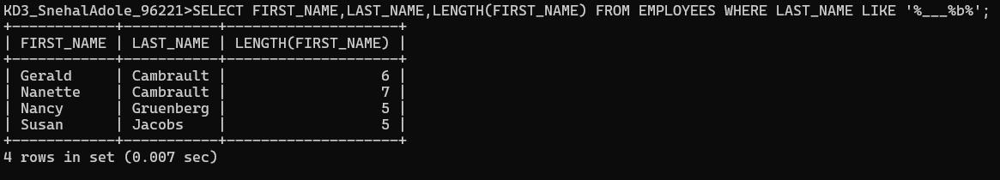 KD3_SnehalAdole_96221>SELECT FIRST_NAME,LAST_NAME,LENGTH(FIRST_NAME) FROM EMPLOYEES WHERE LAST_NAME LIKE '%___%b%';
+------------+-----------+--------------------+
| FIRST_NAME | LAST_NAME | LENGTH(FIRST_NAME) |
+------------+-----------+--------------------+
| Gerald     | Cambrault |                  6 |
| Nanette    | Cambrault |                  7 |
| Nancy      | Gruenberg |                  5 |
| Susan      | Jacobs    |                  5 |
+------------+-----------+--------------------+
4 rows in set (0.007 sec)